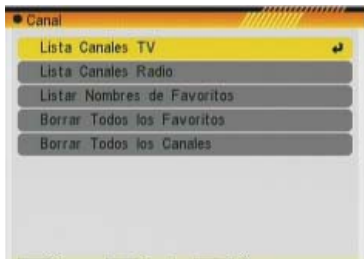 Canal
Lista Canales TV
Lista Canales Radio
Listar Nombres de Favoritos
Borrar Todos los Favoritos
Borrar Todos los Canales